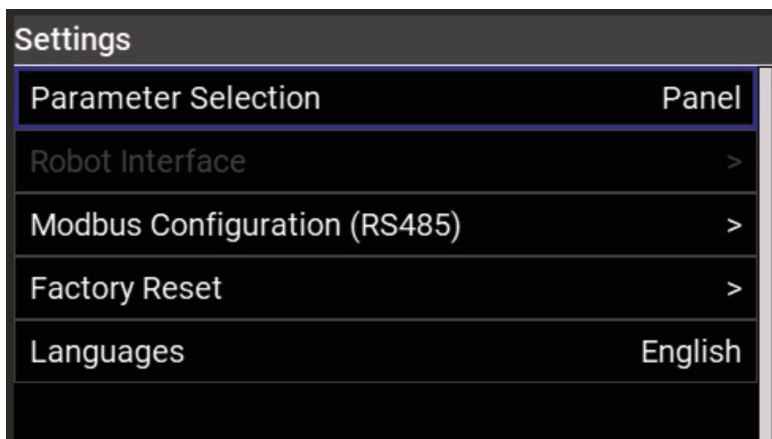 Settings
Parameter Selection Panel
Robot Interface >
Modbus Configuration (RS485) >
Factory Reset >
Languages English